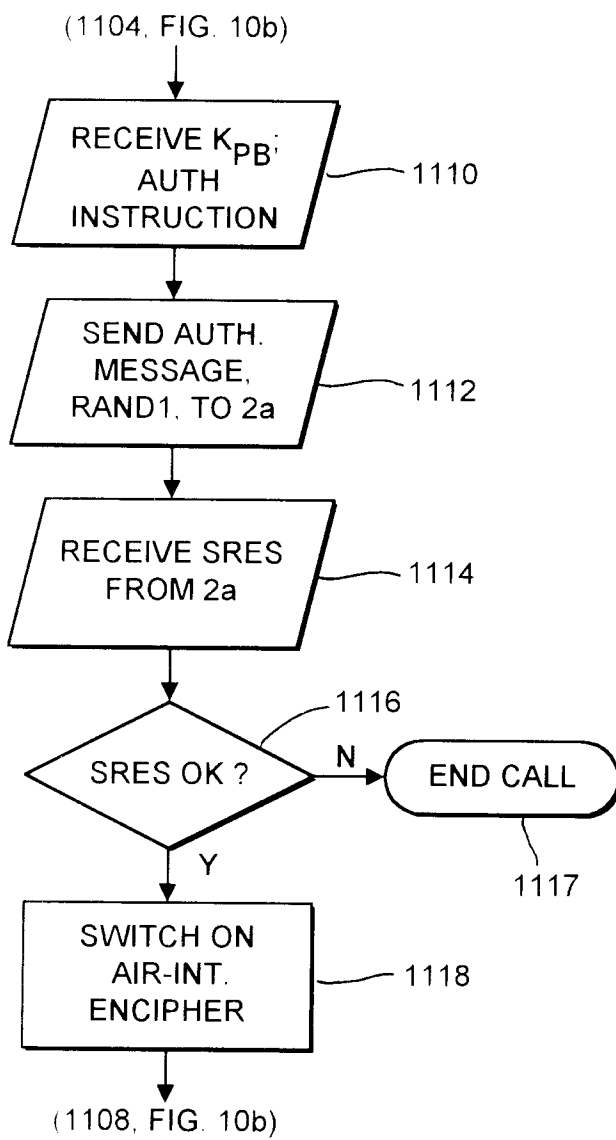 (1104, FIG. 10b)
RECEIVE KPB;
AUTH
INSTRUCTION
1110
SEND AUTH.
MESSAGE,
RAND1, TO 2a
1112
RECEIVE SRES
FROM 2a
1114
1116
SRES OK ?
N
END CALL
1117
Y
SWITCH ON
AIR-INT.
ENCIPHER
1118
(1108, FIG. 10b)